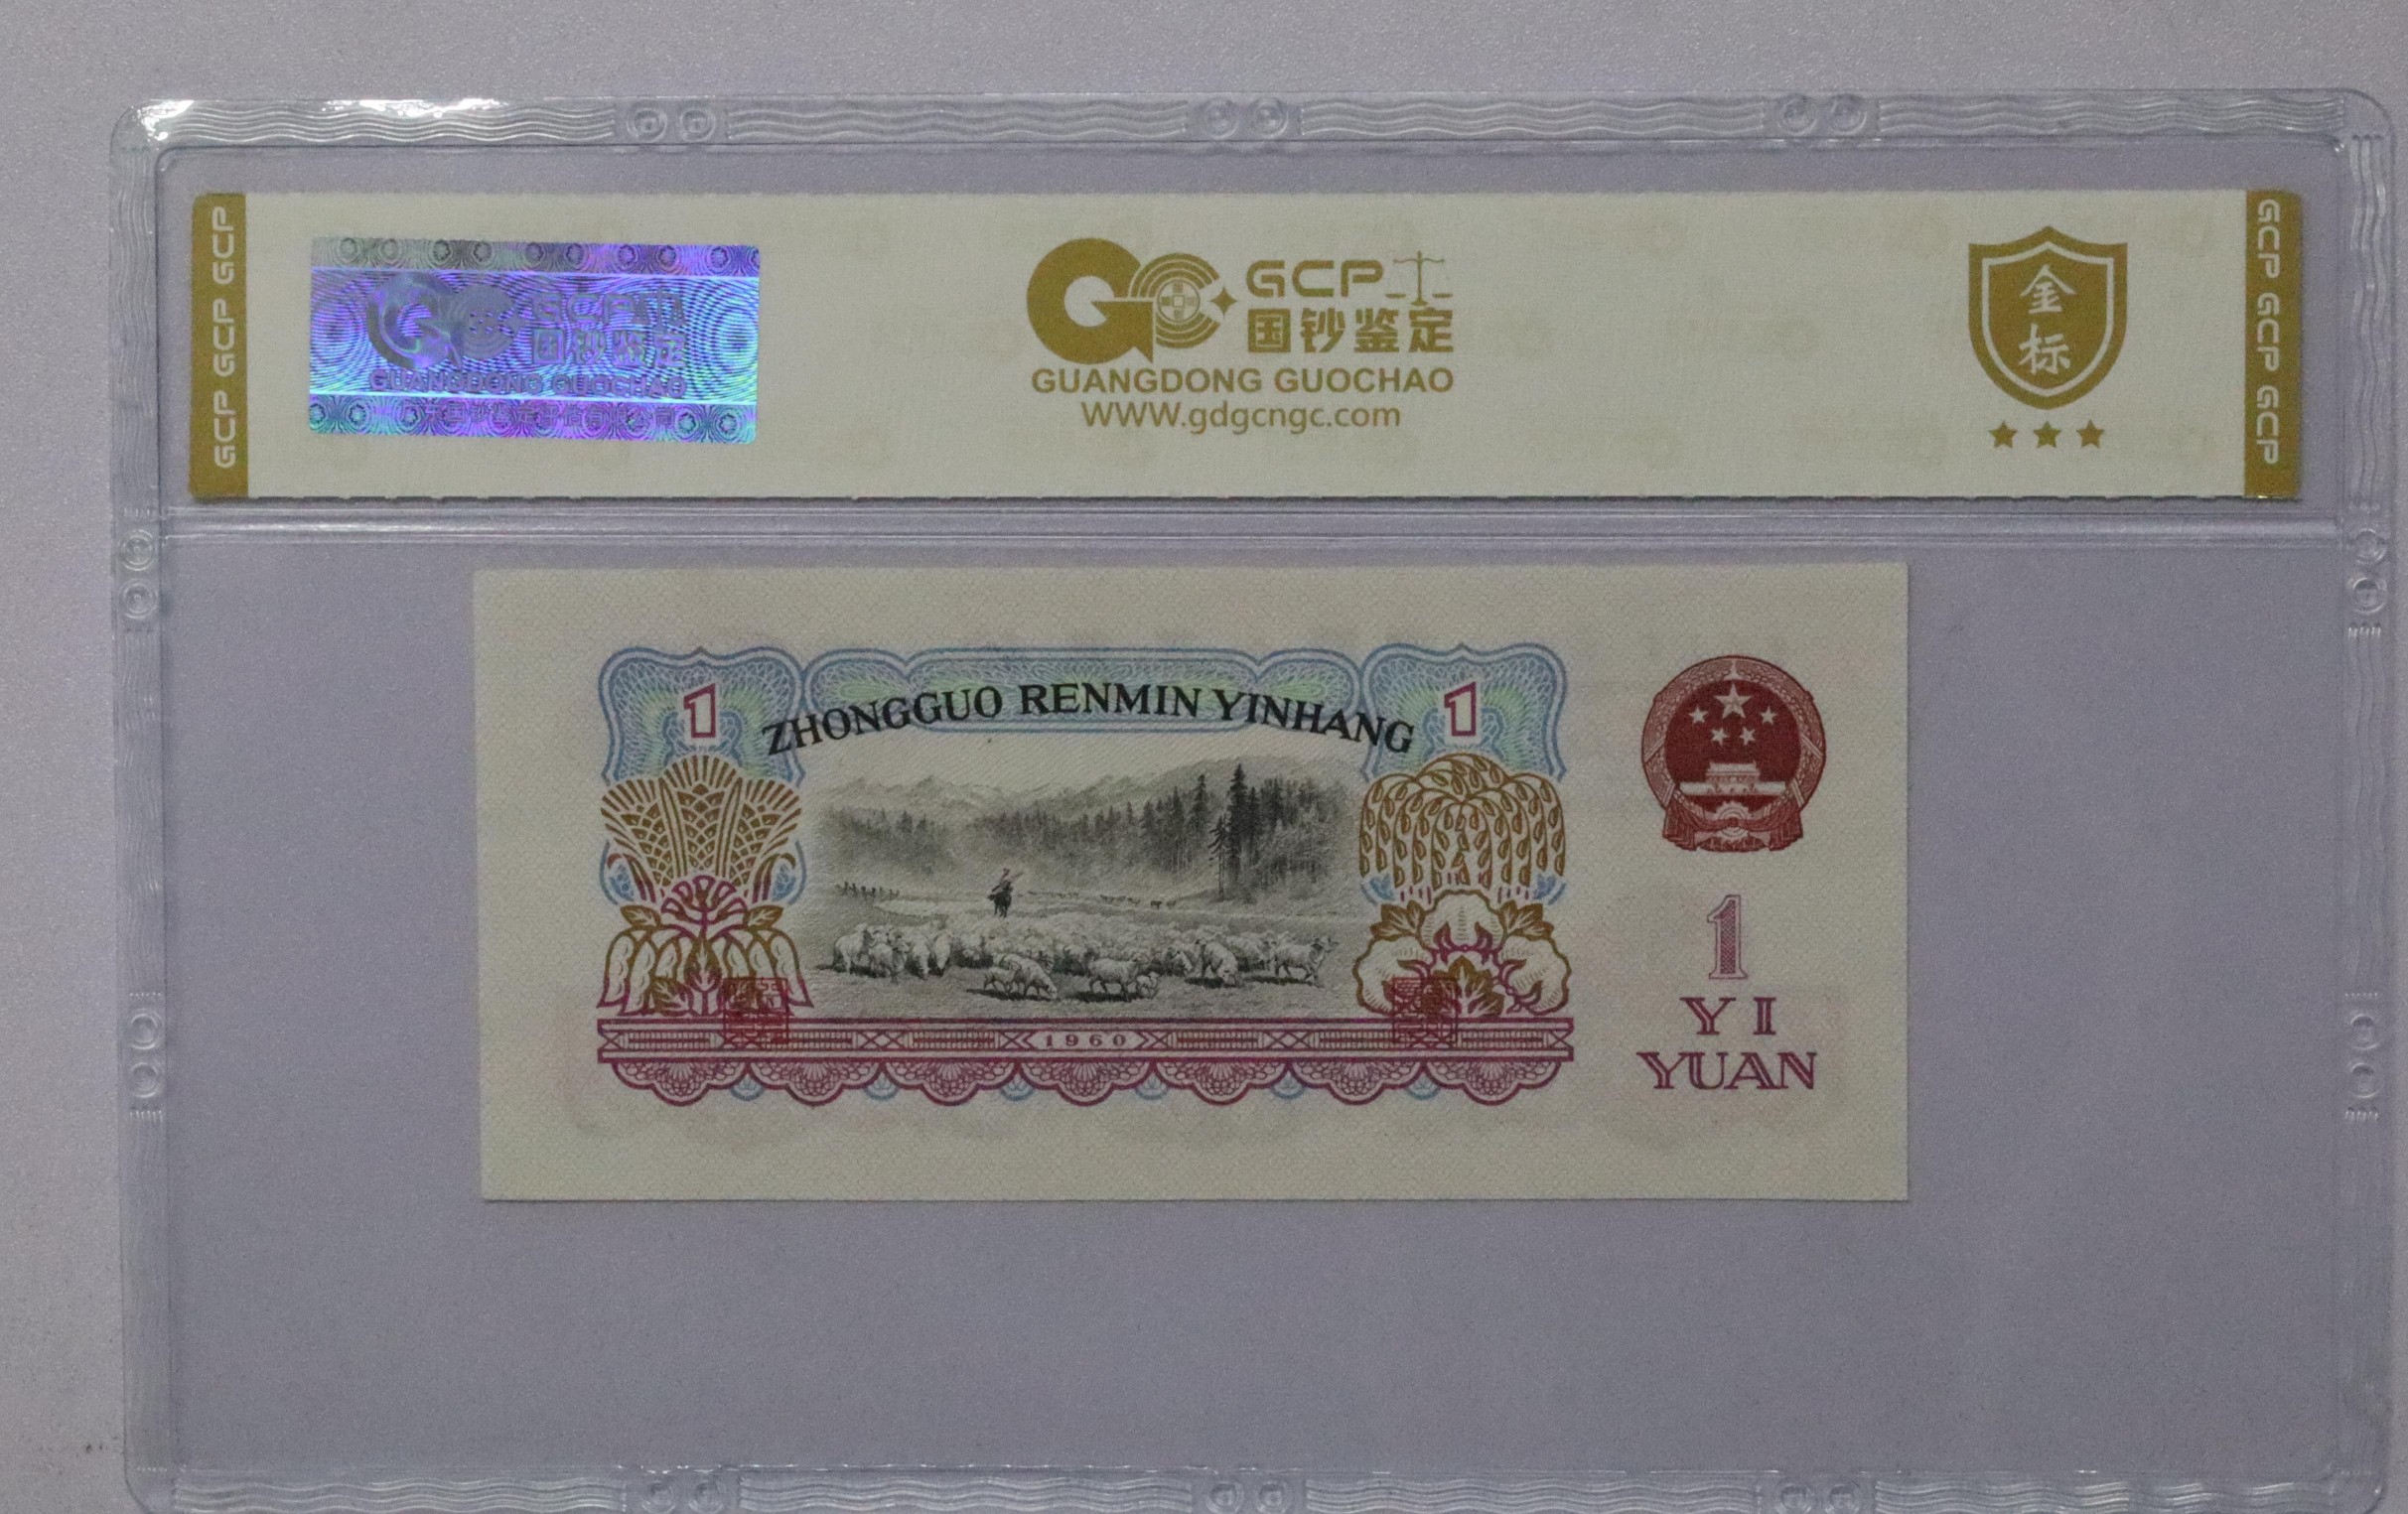 GCP GCP GCP
GCP
国钞鉴定
GUANGDONG GUOCHAO
GCP
国钞鉴定
GUANGDONG GUOCHAO
WWW.gdgcngc.com
金
标
GCP GCP GCP
1
ZHONGGUO RENMIN YINHANG
1
1960
1
YI
YUAN